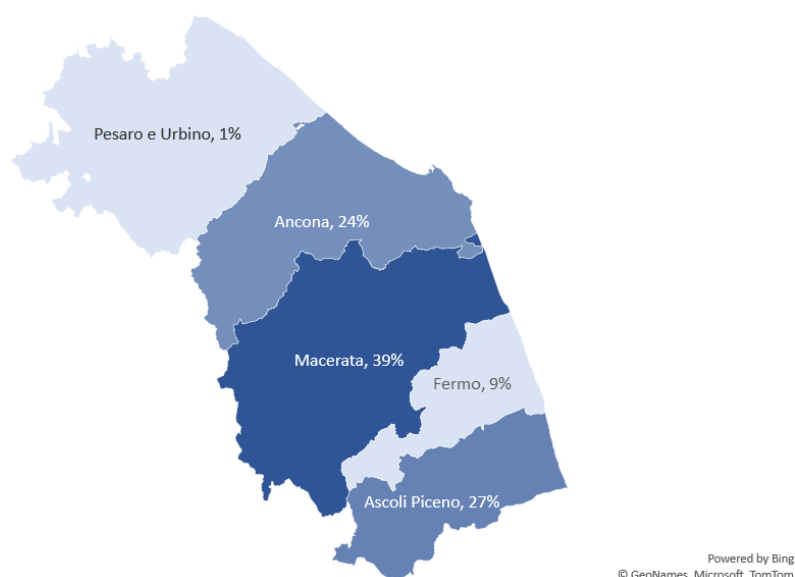 Pesaro e Urbino, 1%
Ancona, 24%
Macerata, 39%
Fermo, 9%
Ascoli Piceno, 27%
Powered by Bing
© GeoNames, Microsoft, TomTom